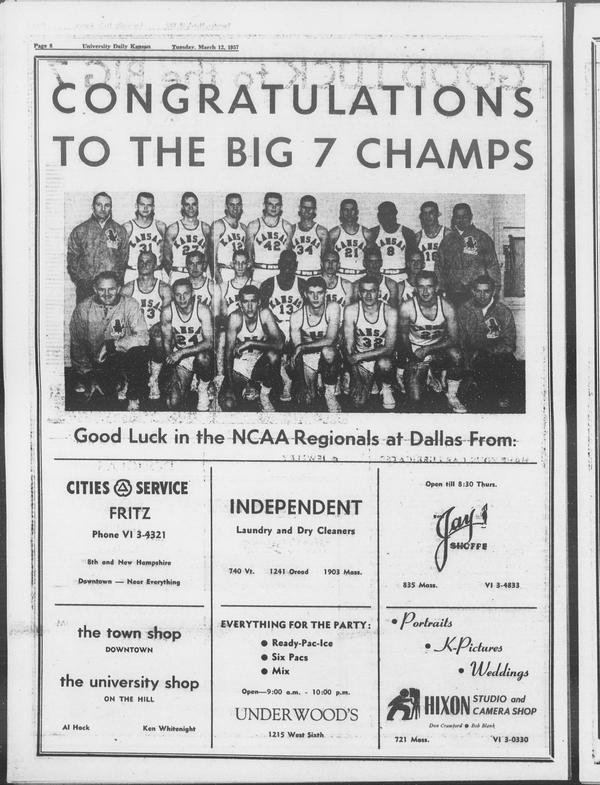 Page 8 University Daily Kansan Tuesday, March 12, 1957
CONGRATULATIONS
TO THE BIG 7 CHAMPS
Good Luck in the NCAA Regionals at Dallas From:
CITIES SERVICE
FRITZ
Phone VI 3-4321
8th and New Hampshire
Downtown — Near Everything
INDEPENDENT
Laundry and Dry Cleaners
740 Vt. 1241 Oread 1903 Mass.
Open till 8:30 Thurs.
Jay
SHOPPE
835 Mass. VI 3-4833
the town shop
DOWNTOWN
the university shop
ON THE HILL
Al Hack Ken Whitenight
EVERYTHING FOR THE PARTY:
● Ready-Pac-Ice
● Six Pacs
● Mix
Open—9:00 a.m. - 10:00 p.m.
UNDERWOOD'S
1215 West Sixth
• Portraits
• K-Pictures
• Weddings
HIXON STUDIO and
CAMERA SHOP
Don Crawford ● Bob Blank
721 Mass. VI 3-0330